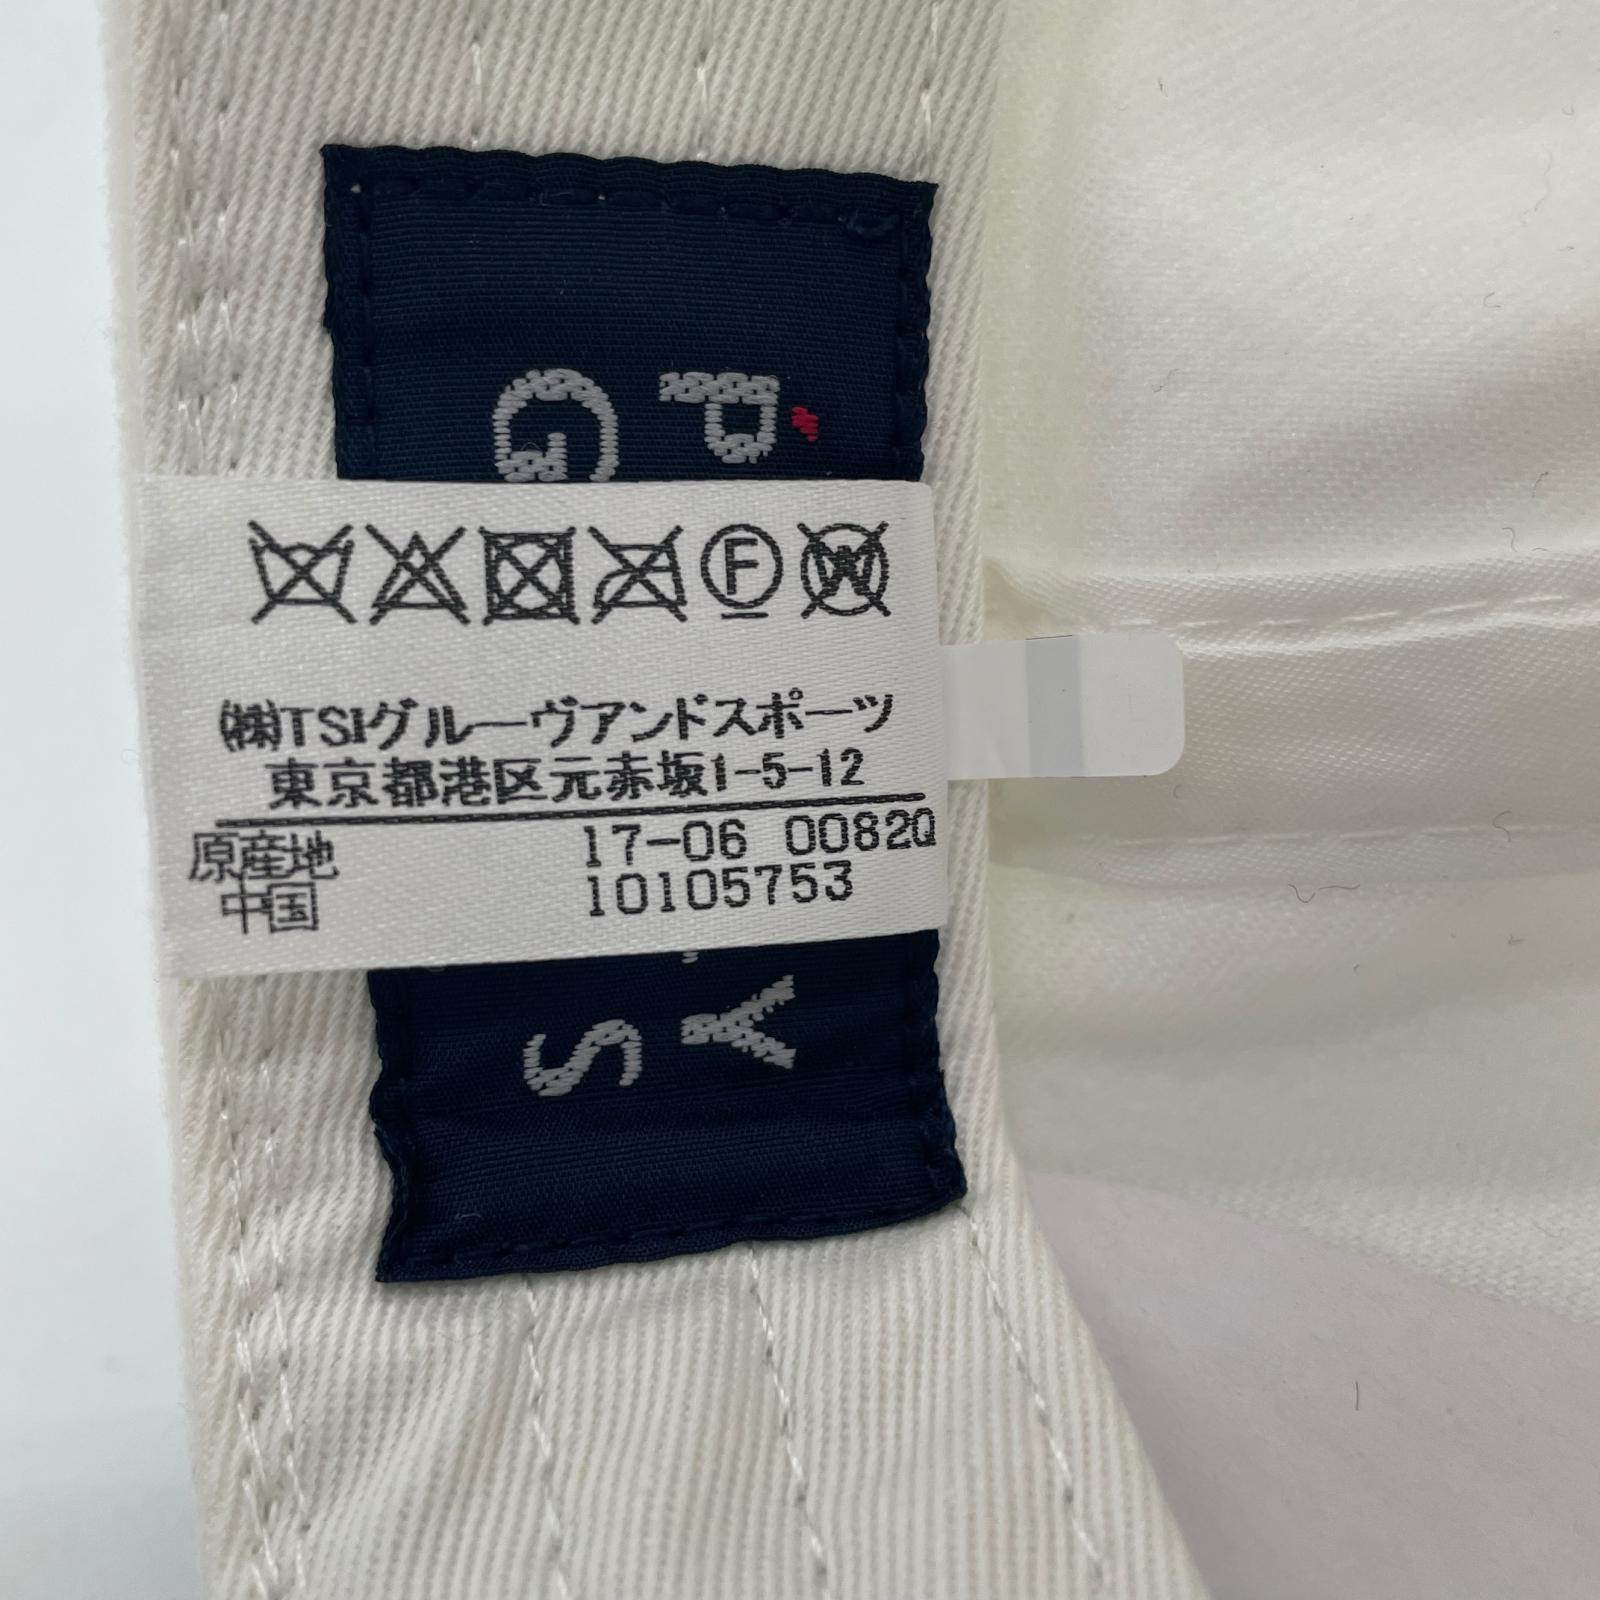 P Y
G S
F W
㈱TSIグルーヴアンドスポーツ
東京都港区元赤坂1-5-12
原産地 17-06 0082Q
中国 10105753